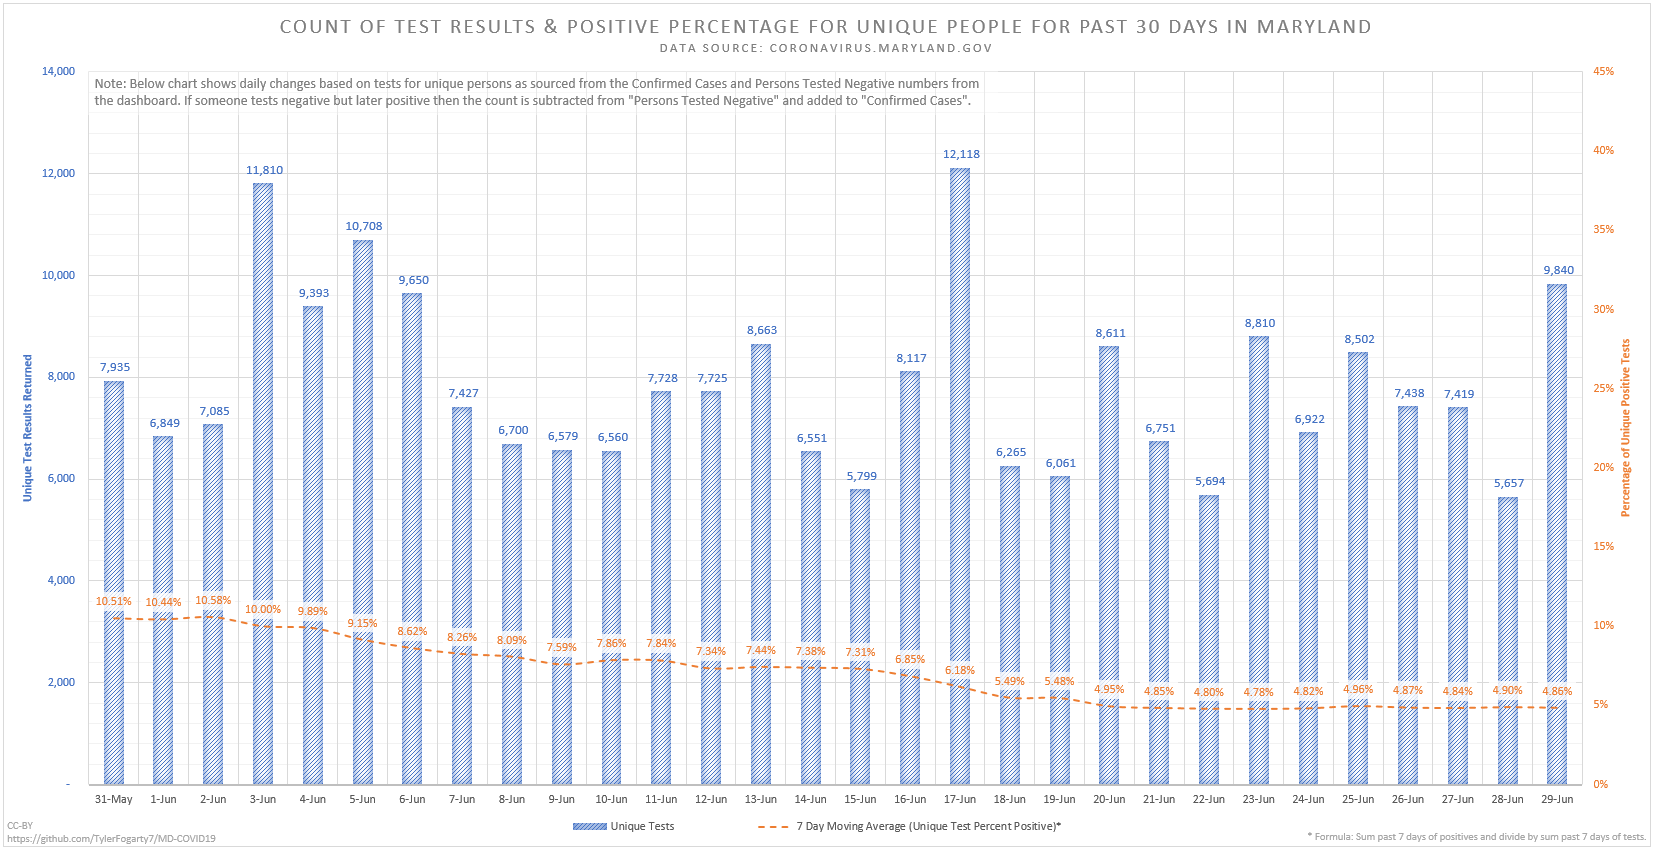 COUNT OF TEST RESULTS & POSITIVE PERCENTAGE FOR UNIQUE PEOPLE FOR PAST 30 DAYS IN MARYLAND
DATA SOURCE: CORONAVIRUS.MARYLAND.GOV
Note: Below chart shows daily changes based on tests for unique persons as sourced from the Confirmed Cases and Persons Tested Negative numbers from
the dashboard. If someone tests negative but later positive then the count is subtracted from "Persons Tested Negative" and added to "Confirmed Cases".
Unique Test Results Returned
14,000
12,000
10,000
8,000
6,000
4,000
2,000
-
7,935
6,849
7,085
11,810
9,393
10,708
9,650
7,427
6,700
6,579
6,560
7,728
7,725
8,663
6,551
5,799
8,117
12,118
6,265
6,061
8,611
6,751
5,694
8,810
6,922
8,502
7,438
7,419
5,657
9,840
10.51%
10.44%
10.58%
10.00%
9.89%
9.15%
8.62%
8.26%
8.09%
7.59%
7.86%
7.84%
7.34%
7.44%
7.38%
7.31%
6.85%
6.18%
5.49%
5.48%
4.95%
4.85%
4.80%
4.78%
4.82%
4.96%
4.87%
4.84%
4.90%
4.86%
45%
40%
35%
30%
25%
20%
15%
10%
5%
0%
Percentage of Unique Positive Tests
31-May
1-Jun
2-Jun
3-Jun
4-Jun
5-Jun
6-Jun
7-Jun
8-Jun
9-Jun
10-Jun
11-Jun
12-Jun
13-Jun
14-Jun
15-Jun
16-Jun
17-Jun
18-Jun
19-Jun
20-Jun
21-Jun
22-Jun
23-Jun
24-Jun
25-Jun
26-Jun
27-Jun
28-Jun
29-Jun
Unique Tests
7 Day Moving Average (Unique Test Percent Positive)*
CC-BY
https://github.com/TylerFogarty7/MD-COVID19
* Formula: Sum past 7 days of positives and divide by sum past 7 days of tests.